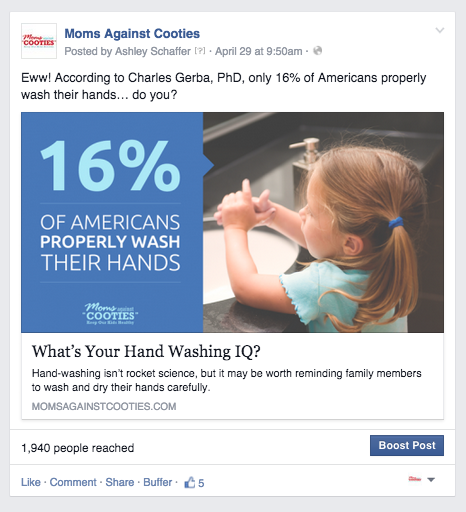 Moms against
"COOTIES"
Moms Against Cooties
Posted by Ashley Schaffer [?] · April 29 at 9:50am ·
Eww! According to Charles Gerba, PhD, only 16% of Americans properly
wash their hands... do you?
16%
OF AMERICANS
PROPERLY WASH
THEIR HANDS
Moms against
"COOTIES"
Keep Our Kids Healthy
What's Your Hand Washing IQ?
Hand-washing isn't rocket science, but it may be worth reminding family members
to wash and dry their hands carefully.
MOMSAGAINSTCOOTIES.COM
1,940 people reached
Boost Post
Like · Comment · Share · Buffer · 5